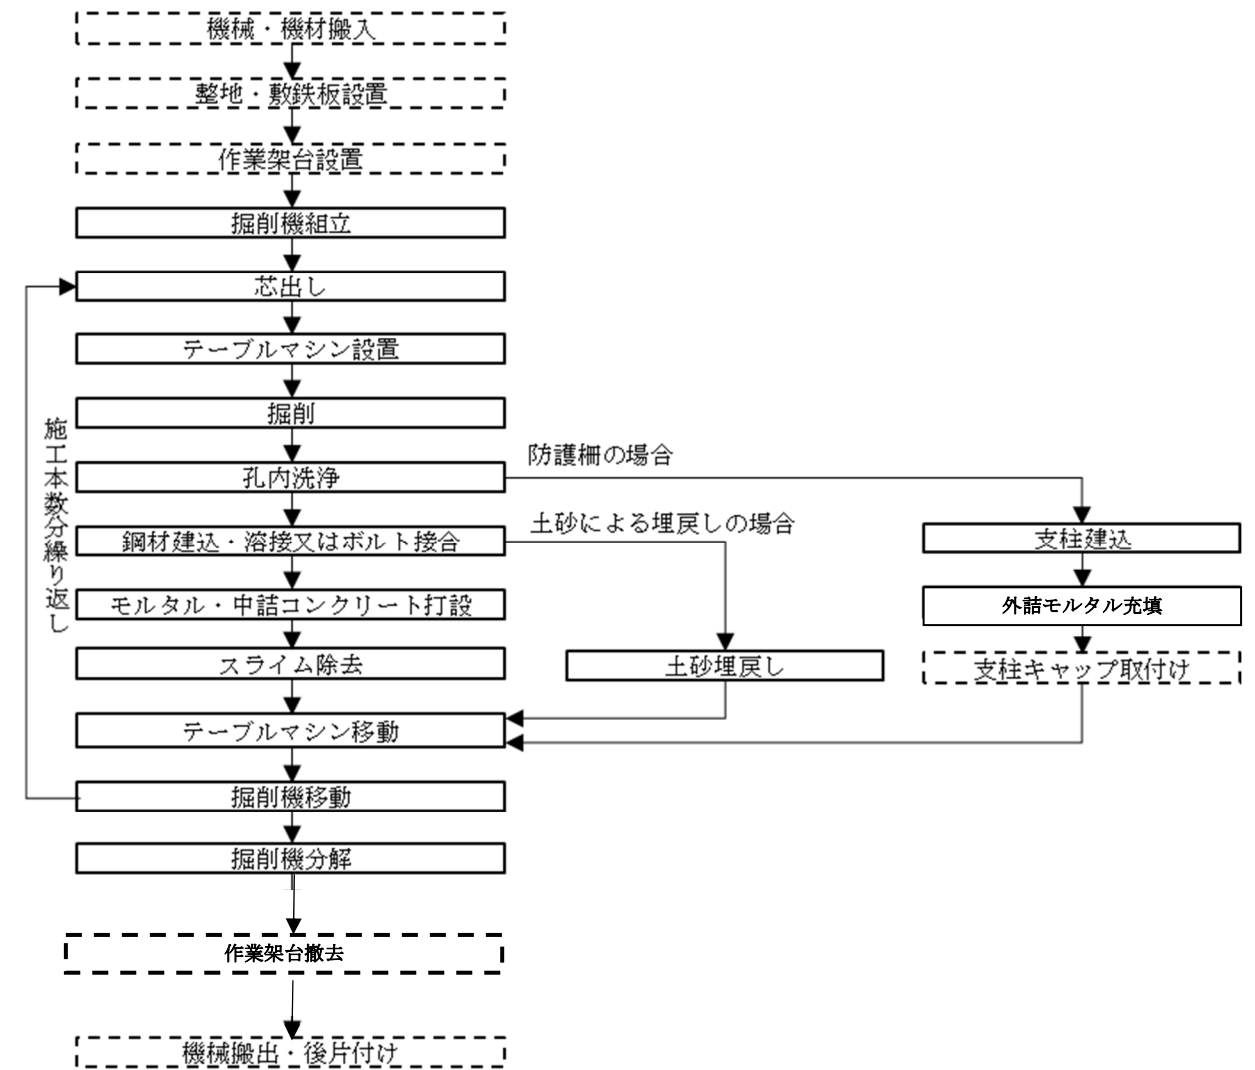 機械・機材搬入
整地・敷鉄板設置
作業架台設置
掘削機組立
芯出し
テーブルマシン設置
掘削
孔内洗浄
鋼材建込・溶接又はボルト接合
モルタル・中詰コンクリート打設
スライム除去
テーブルマシン移動
掘削機移動
掘削機分解
作業架台撤去
機械搬出・後片付け
施工本数分繰り返し
防護柵の場合
土砂による埋戻しの場合
土砂埋戻し
支柱建込
外詰モルタル充填
支柱キャップ取付け